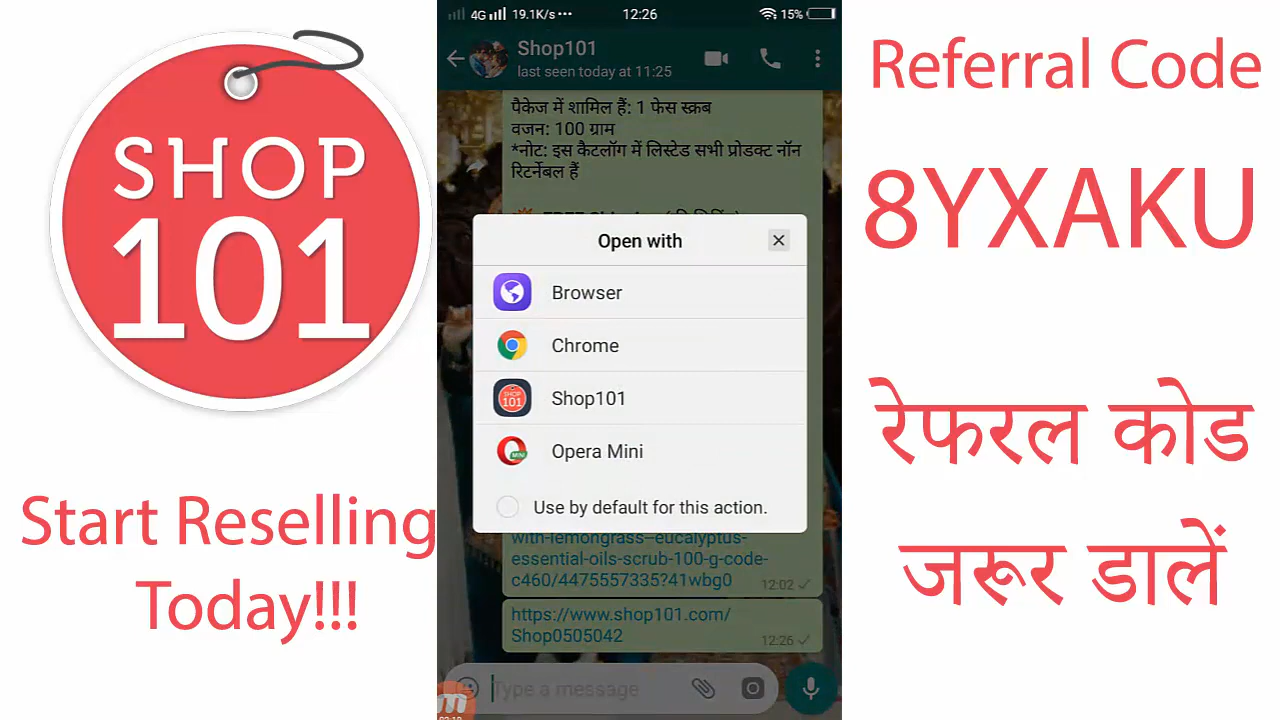 SHOP
101
Start Reselling
Today!!!
4G 19.1K/s 12:26 15%
Shop101
last seen today at 11:25
पैकेज में शामिल हैं: 1 फेस स्क्रब
वजन: 100 ग्राम
*नोट: इस कैटलॉग में लिस्टेड सभी प्रोडक्ट नॉन
रिटर्नेबल हैं
Open with
Browser
Chrome
SHOP
101
Shop101
MINI
Opera Mini
Use by default for this action.
with-lemongrass--eucalyptus-
essential-oils-scrub-100-g-code-
c460/4475557335?41wbg0
12:02
https://www.shop101.com/
Shop0505042
12:26
Type a message
Referral Code
8YXAKU
रेफरल कोड
जरूर डालें